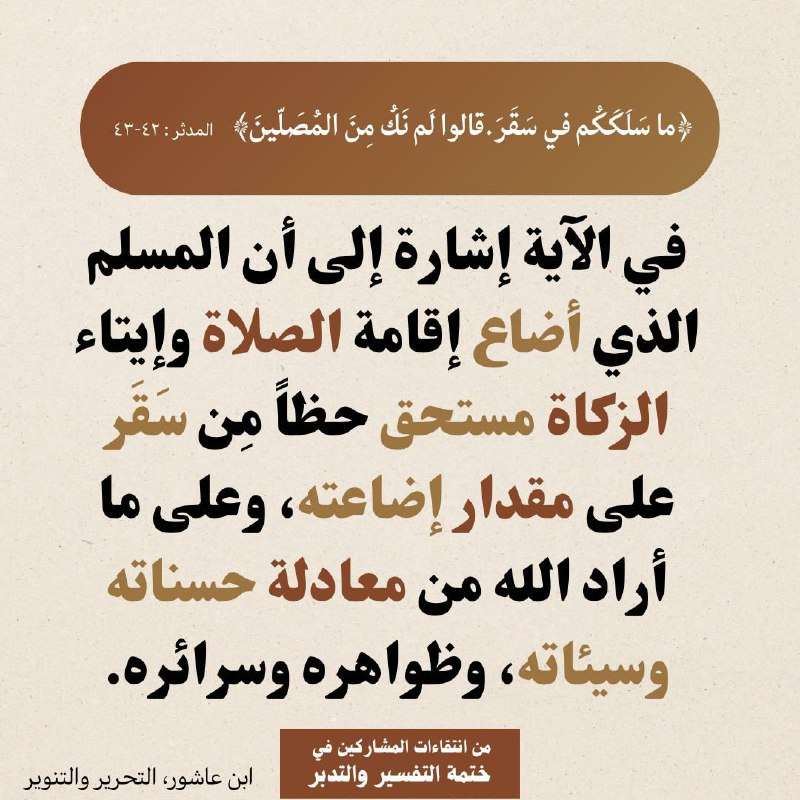 ﴿ما سَلَكَكُم في سَقَرَ.قالوا لَم نَكُ مِنَ المُصَلّينَ﴾ المدثر: ٤٢-٤٣
في الآية إشارة إلى أن المسلم
الذي أضاع إقامة الصلاة وإيتاء
الزكاة مستحق حظاً مِن سَقَر
على مقدار إضاعته، وعلى ما
أراد الله من معادلة حسناته
وسيئاته، وظواهره وسرائره.
من انتقاءات المشاركين في
ختمة التفسير والتدبر
ابن عاشور، التحرير والتنوير